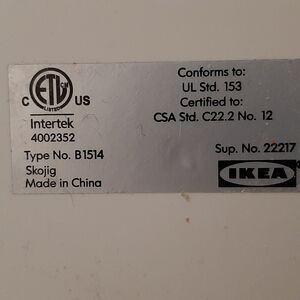 ETL
LISTED
C US
Intertek
4002352
Type No. B1514
Skojig
Made in China
Conforms to:
UL Std. 153
Certified to:
CSA Std. C22.2 No. 12
Sup. No. 22217
IKEA